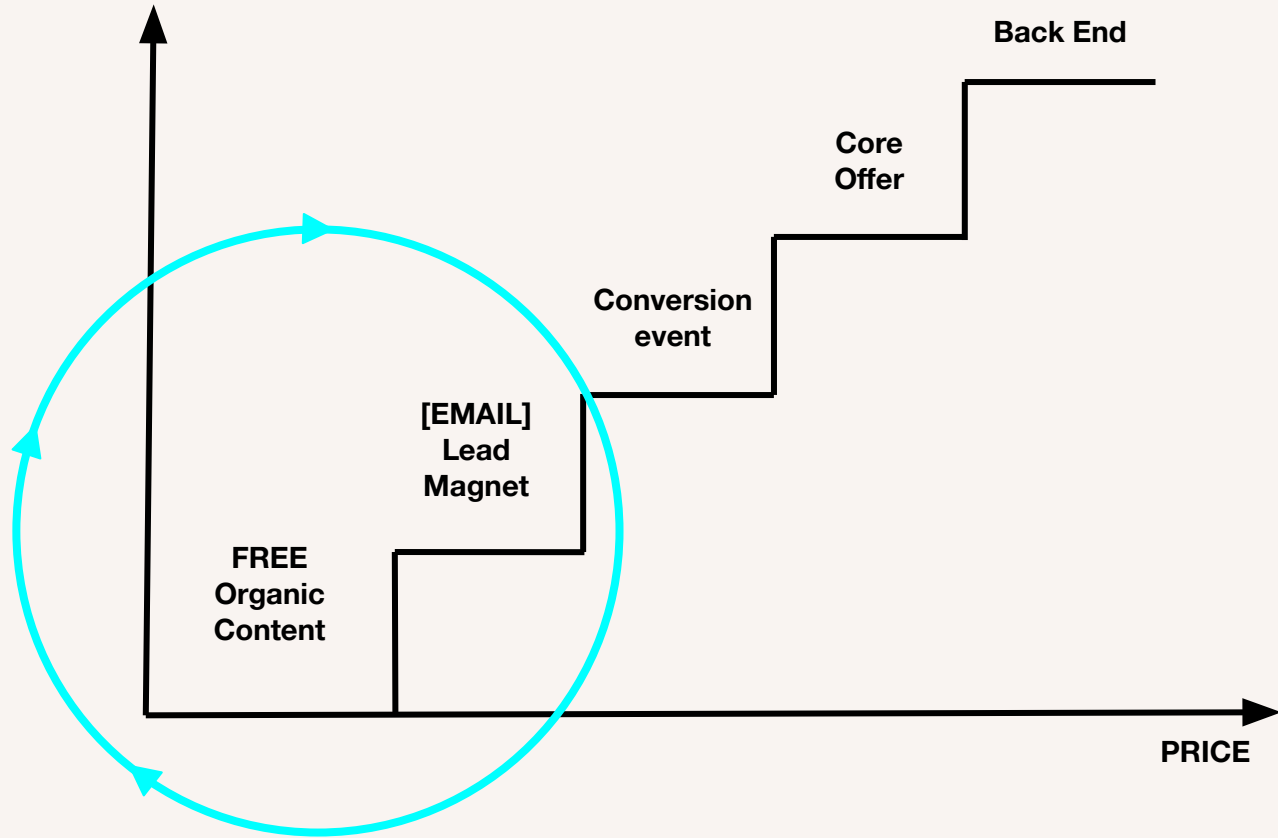 Back End
Core
Offer
Conversion
event
[EMAIL]
Lead
Magnet
FREE
Organic
Content
PRICE